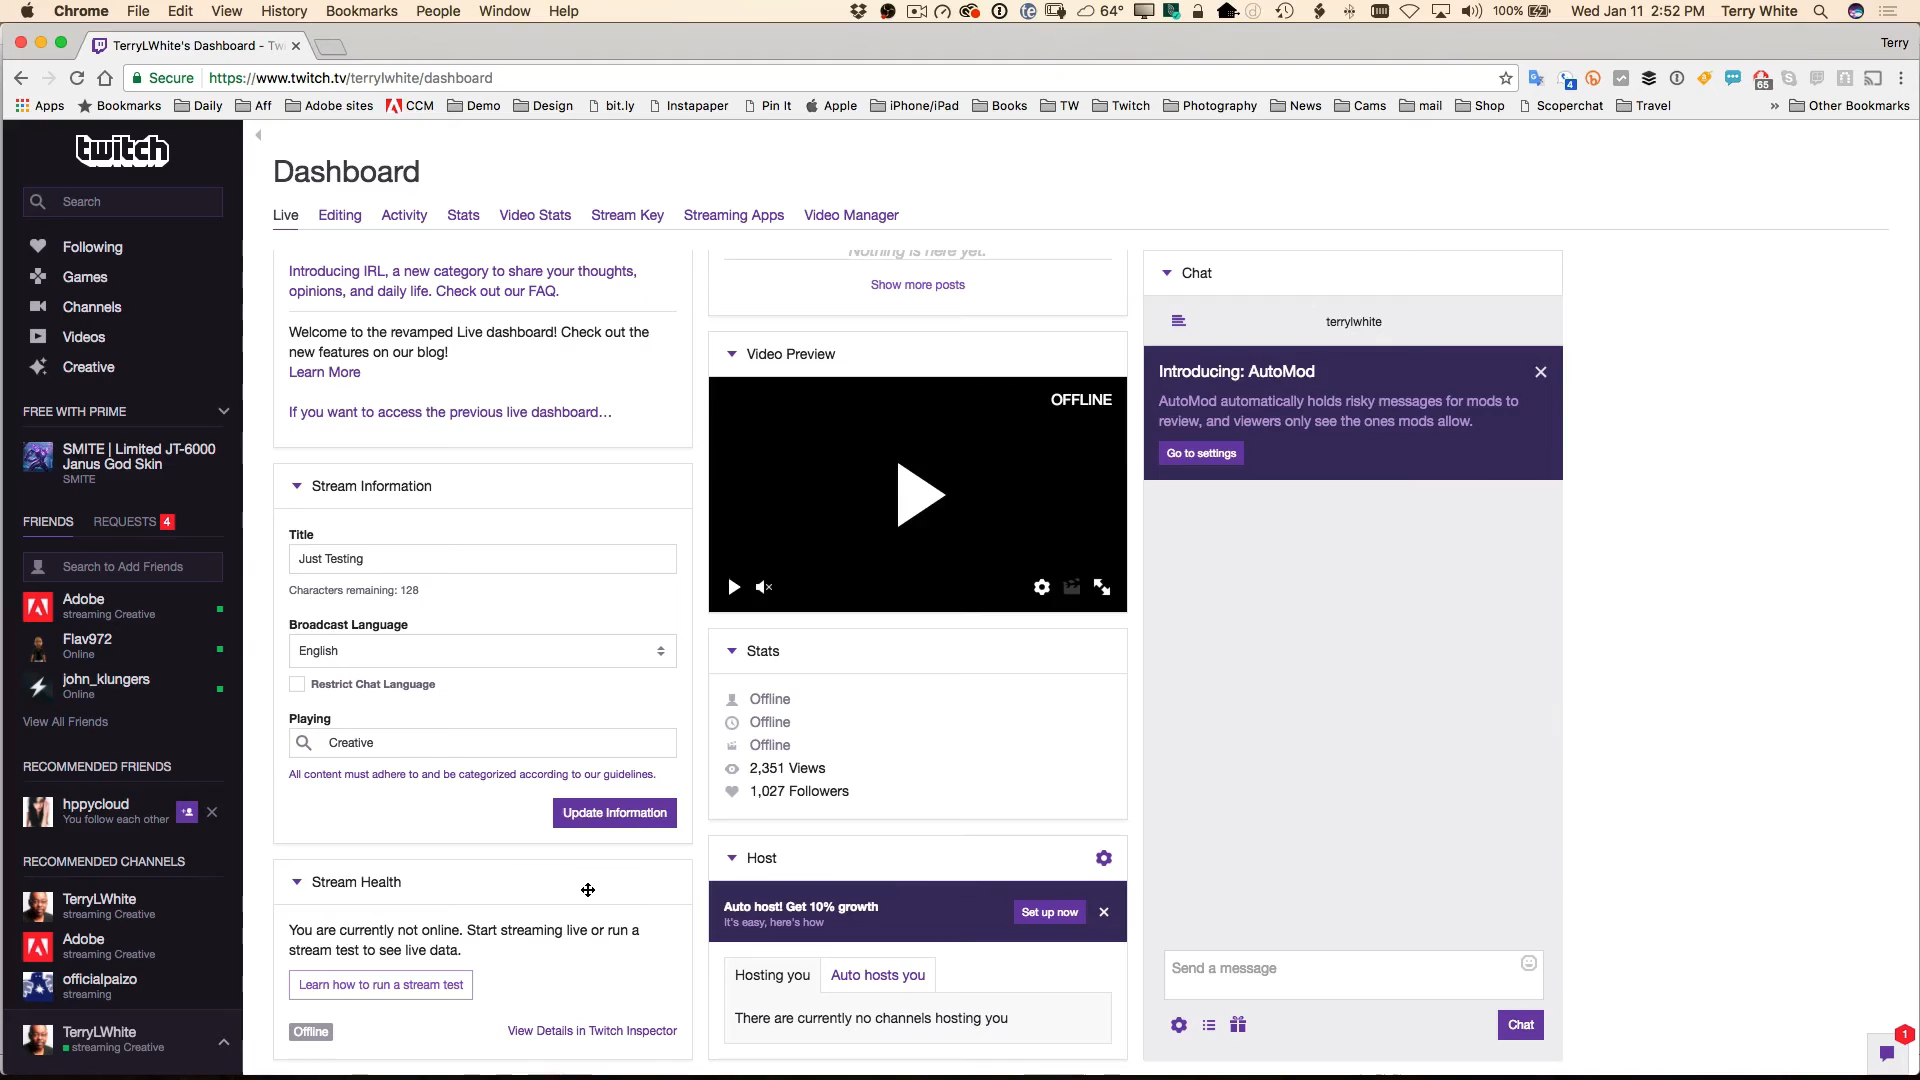 Chrome File Edit View History Bookmarks People Window Help
64° 100% Wed Jan 11 2:52 PM Terry White
TerryLWhite's Dashboard - Tw
Terry
Secure https://www.twitch.tv/terrylwhite/dashboard
4
65
Apps Bookmarks Daily Aff Adobe sites CCM Demo Design bit.ly Instapaper Pin It Apple iPhone/iPad Books TW Twitch Photography News Cams mail Shop Scoperchat Travel » Other Bookmarks
twitch
Search
Following
Games
Channels
Videos
Creative
FREE WITH PRIME
SMITE | Limited JT-6000
Janus God Skin
SMITE
FRIENDS REQUESTS 4
Search to Add Friends
Adobe
streaming Creative
Flav972
Online
john_klungers
Online
View All Friends
RECOMMENDED FRIENDS
hppycloud
You follow each other
RECOMMENDED CHANNELS
TerryLWhite
streaming Creative
Adobe
streaming Creative
officialpaizo
streaming
TerryLWhite
streaming Creative
Dashboard
Live Editing Activity Stats Video Stats Stream Key Streaming Apps Video Manager
Introducing IRL, a new category to share your thoughts,
opinions, and daily life. Check out our FAQ.
Welcome to the revamped Live dashboard! Check out the
new features on our blog!
Learn More
If you want to access the previous live dashboard…
Stream Information
Title
Just Testing
Characters remaining: 128
Broadcast Language
English
Restrict Chat Language
Playing
Creative
All content must adhere to and be categorized according to our guidelines.
Update Information
Stream Health
You are currently not online. Start streaming live or run a
stream test to see live data.
Learn how to run a stream test
Offline View Details in Twitch Inspector
Nothing is here yet.
Show more posts
Video Preview
OFFLINE
Stats
Offline
Offline
Offline
2,351 Views
1,027 Followers
Host
Auto host! Get 10% growth
It's easy, here's how
Set up now
Hosting you Auto hosts you
There are currently no channels hosting you
Chat
terrylwhite
Introducing: AutoMod
AutoMod automatically holds risky messages for mods to
review, and viewers only see the ones mods allow.
Go to settings
Send a message
Chat
1